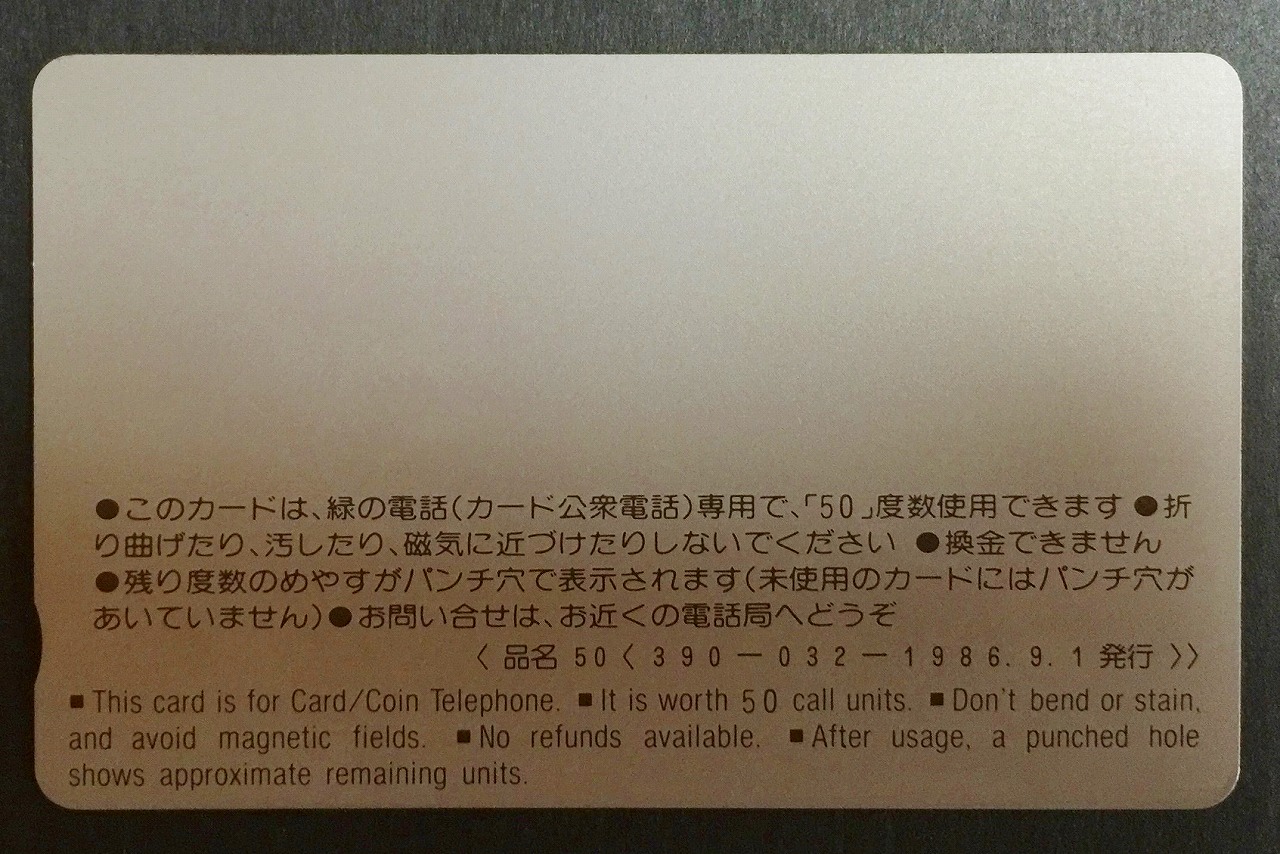 ●このカードは、緑の電話(カード公衆電話)専用で、「50」度数使用できます ●折
り曲げたり、汚したり、磁気に近づけたりしないでください ●換金できません
●残り度数のめやすがパンチ穴で表示されます(未使用のカードにはパンチ穴が
あいていません)●お問い合せは、お近くの電話局へどうぞ
〈 品名 50〈 390-032-1986.9.1 発行 〉〉
■This card is for Card/Coin Telephone. ■It is worth 50 call units. ■Don't bend or stain,
and avoid magnetic fields. ■No refunds available. ■After usage, a punched hole
shows approximate remaining units.